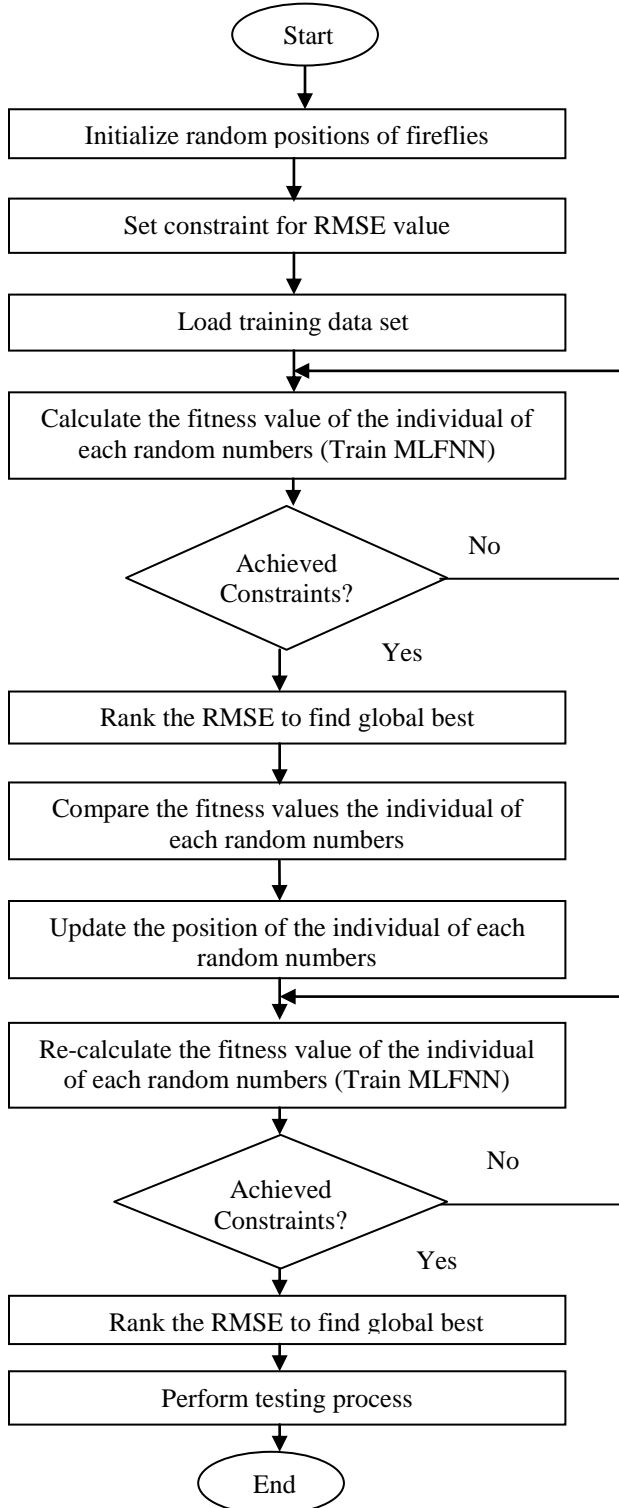 Start
Initialize random positions of fireflies
Set constraint for RMSE value
Load training data set
Calculate the fitness value of the individual of
each random numbers (Train MLFNN)
Achieved
Constraints?
No
Yes
Rank the RMSE to find global best
Compare the fitness values the individual of
each random numbers
Update the position of the individual of each
random numbers
Re-calculate the fitness value of the individual
of each random numbers (Train MLFNN)
Achieved
Constraints?
No
Yes
Rank the RMSE to find global best
Perform testing process
End